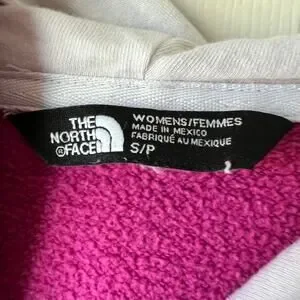 THE
NORTH
®FACE
WOMENS/FEMMES
MADE IN MEXICO
FABRIQUÉ AU MEXIQUE
S/P